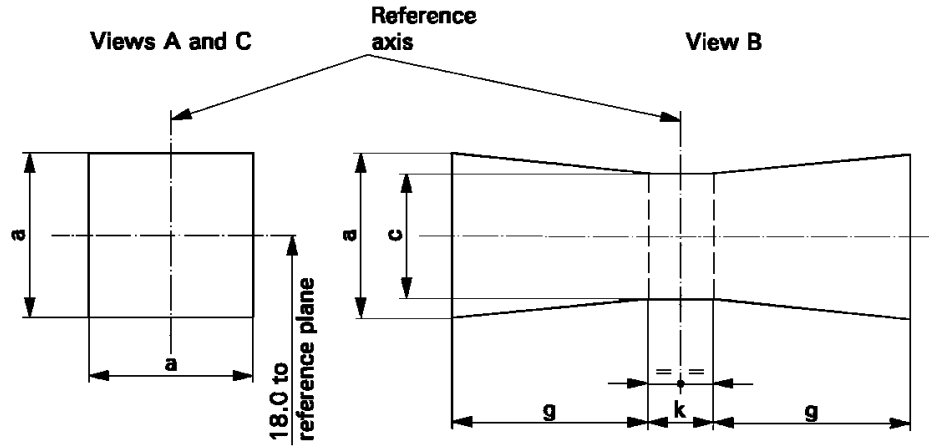 Reference
axis
Views A and C
View B
a
a
18.0 to
reference plane
a
c
= =
g
k
g